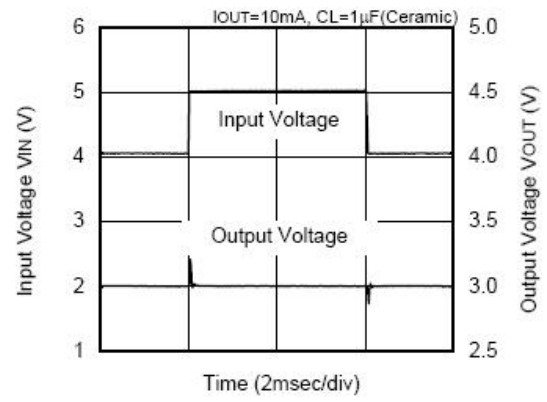 IOUT=10mA, CL=1μF(Ceramic)
6
5
4
3
2
1
Input Voltage VIN (V)
Input Voltage
Output Voltage
5.0
4.5
4.0
3.5
3.0
2.5
Output Voltage VOUT (V)
Time (2msec/div)